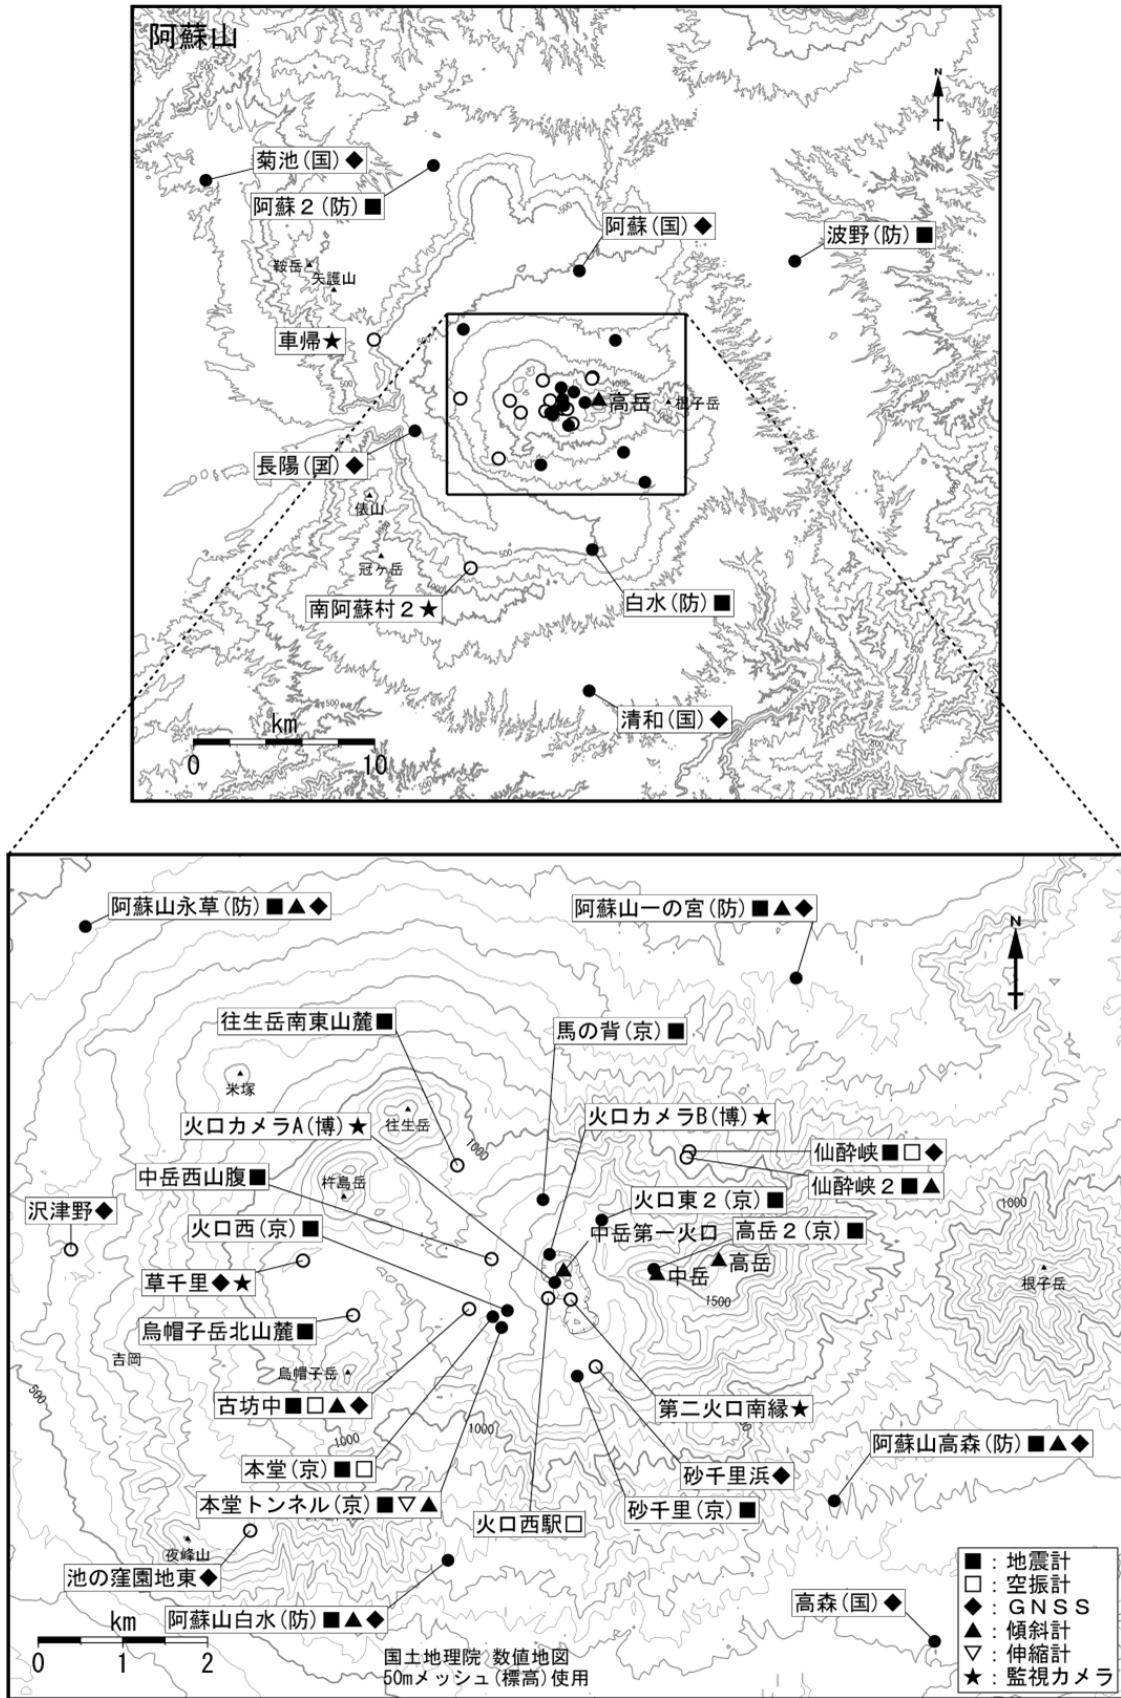 阿蘇山
N
菊池(国)◆
阿蘇2(防)■
阿蘇(国)◆
波野(防)■
鞍岳
矢護山
車帰★
500
500
1000
高岳
根子岳
長陽(国)◆
俵山
冠ヶ岳
500
1000
南阿蘇村2★
白水(防)■
清和(国)◆
500
500
km
0 10
阿蘇山永草(防)■▲◆
阿蘇山一の宮(防)■▲◆
N
往生岳南東山麓■
馬の背(京)■
米塚
往生岳
火口カメラA(博)★
火口カメラB(博)★
1000
仙酔峡■□◆
中岳西山腹■
杵島岳
仙酔峡2■▲
沢津野◆
火口東2(京)■
1000
火口西(京)■
中岳第一火口
高岳2(京)■
草千里◆★
中岳
高岳
根子岳
1500
烏帽子岳北山麓■
吉岡
烏帽子岳
500
古坊中■□▲◆
第二火口南縁★
1000
1000
阿蘇山高森(防)■▲◆
本堂(京)■□
砂千里浜◆
本堂トンネル(京)■▽▲
火口西駅□
砂千里(京)■
夜峰山
池の窪園地東◆
阿蘇山白水(防)■▲◆
高森(国)◆
km
0 1 2
国土地理院 数値地図
50mメッシュ(標高)使用
■：地震計
□：空振計
◆：GNSS
▲：傾斜計
▽：伸縮計
★：監視カメラ